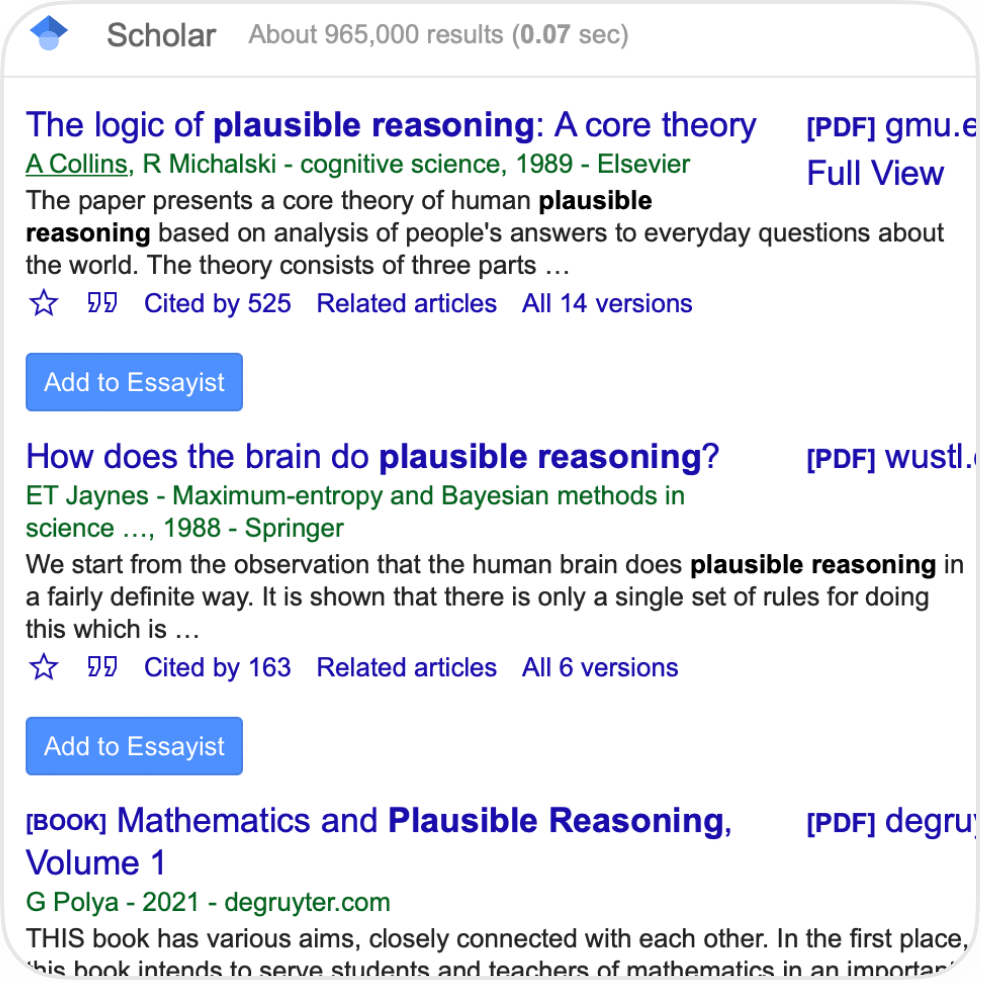 Scholar About 965,000 results (0.07 sec)
The logic of plausible reasoning: A core theory
[PDF] gmu.e
A Collins, R Michalski - cognitive science, 1989 - Elsevier
Full View
The paper presents a core theory of human plausible
reasoning based on analysis of people's answers to everyday questions about
the world. The theory consists of three parts …
Cited by 525 Related articles All 14 versions
Add to Essayist
How does the brain do plausible reasoning?
[PDF] wustl.
ET Jaynes - Maximum-entropy and Bayesian methods in
science …, 1988 - Springer
We start from the observation that the human brain does plausible reasoning in
a fairly definite way. It is shown that there is only a single set of rules for doing
this which is …
Cited by 163 Related articles All 6 versions
Add to Essayist
[BOOK] Mathematics and Plausible Reasoning,
Volume 1
[PDF] degruy
G Polya - 2021 - degruyter.com
THIS book has various aims, closely connected with each other. In the first place,
this book intends to serve students and teachers of mathematics in an important